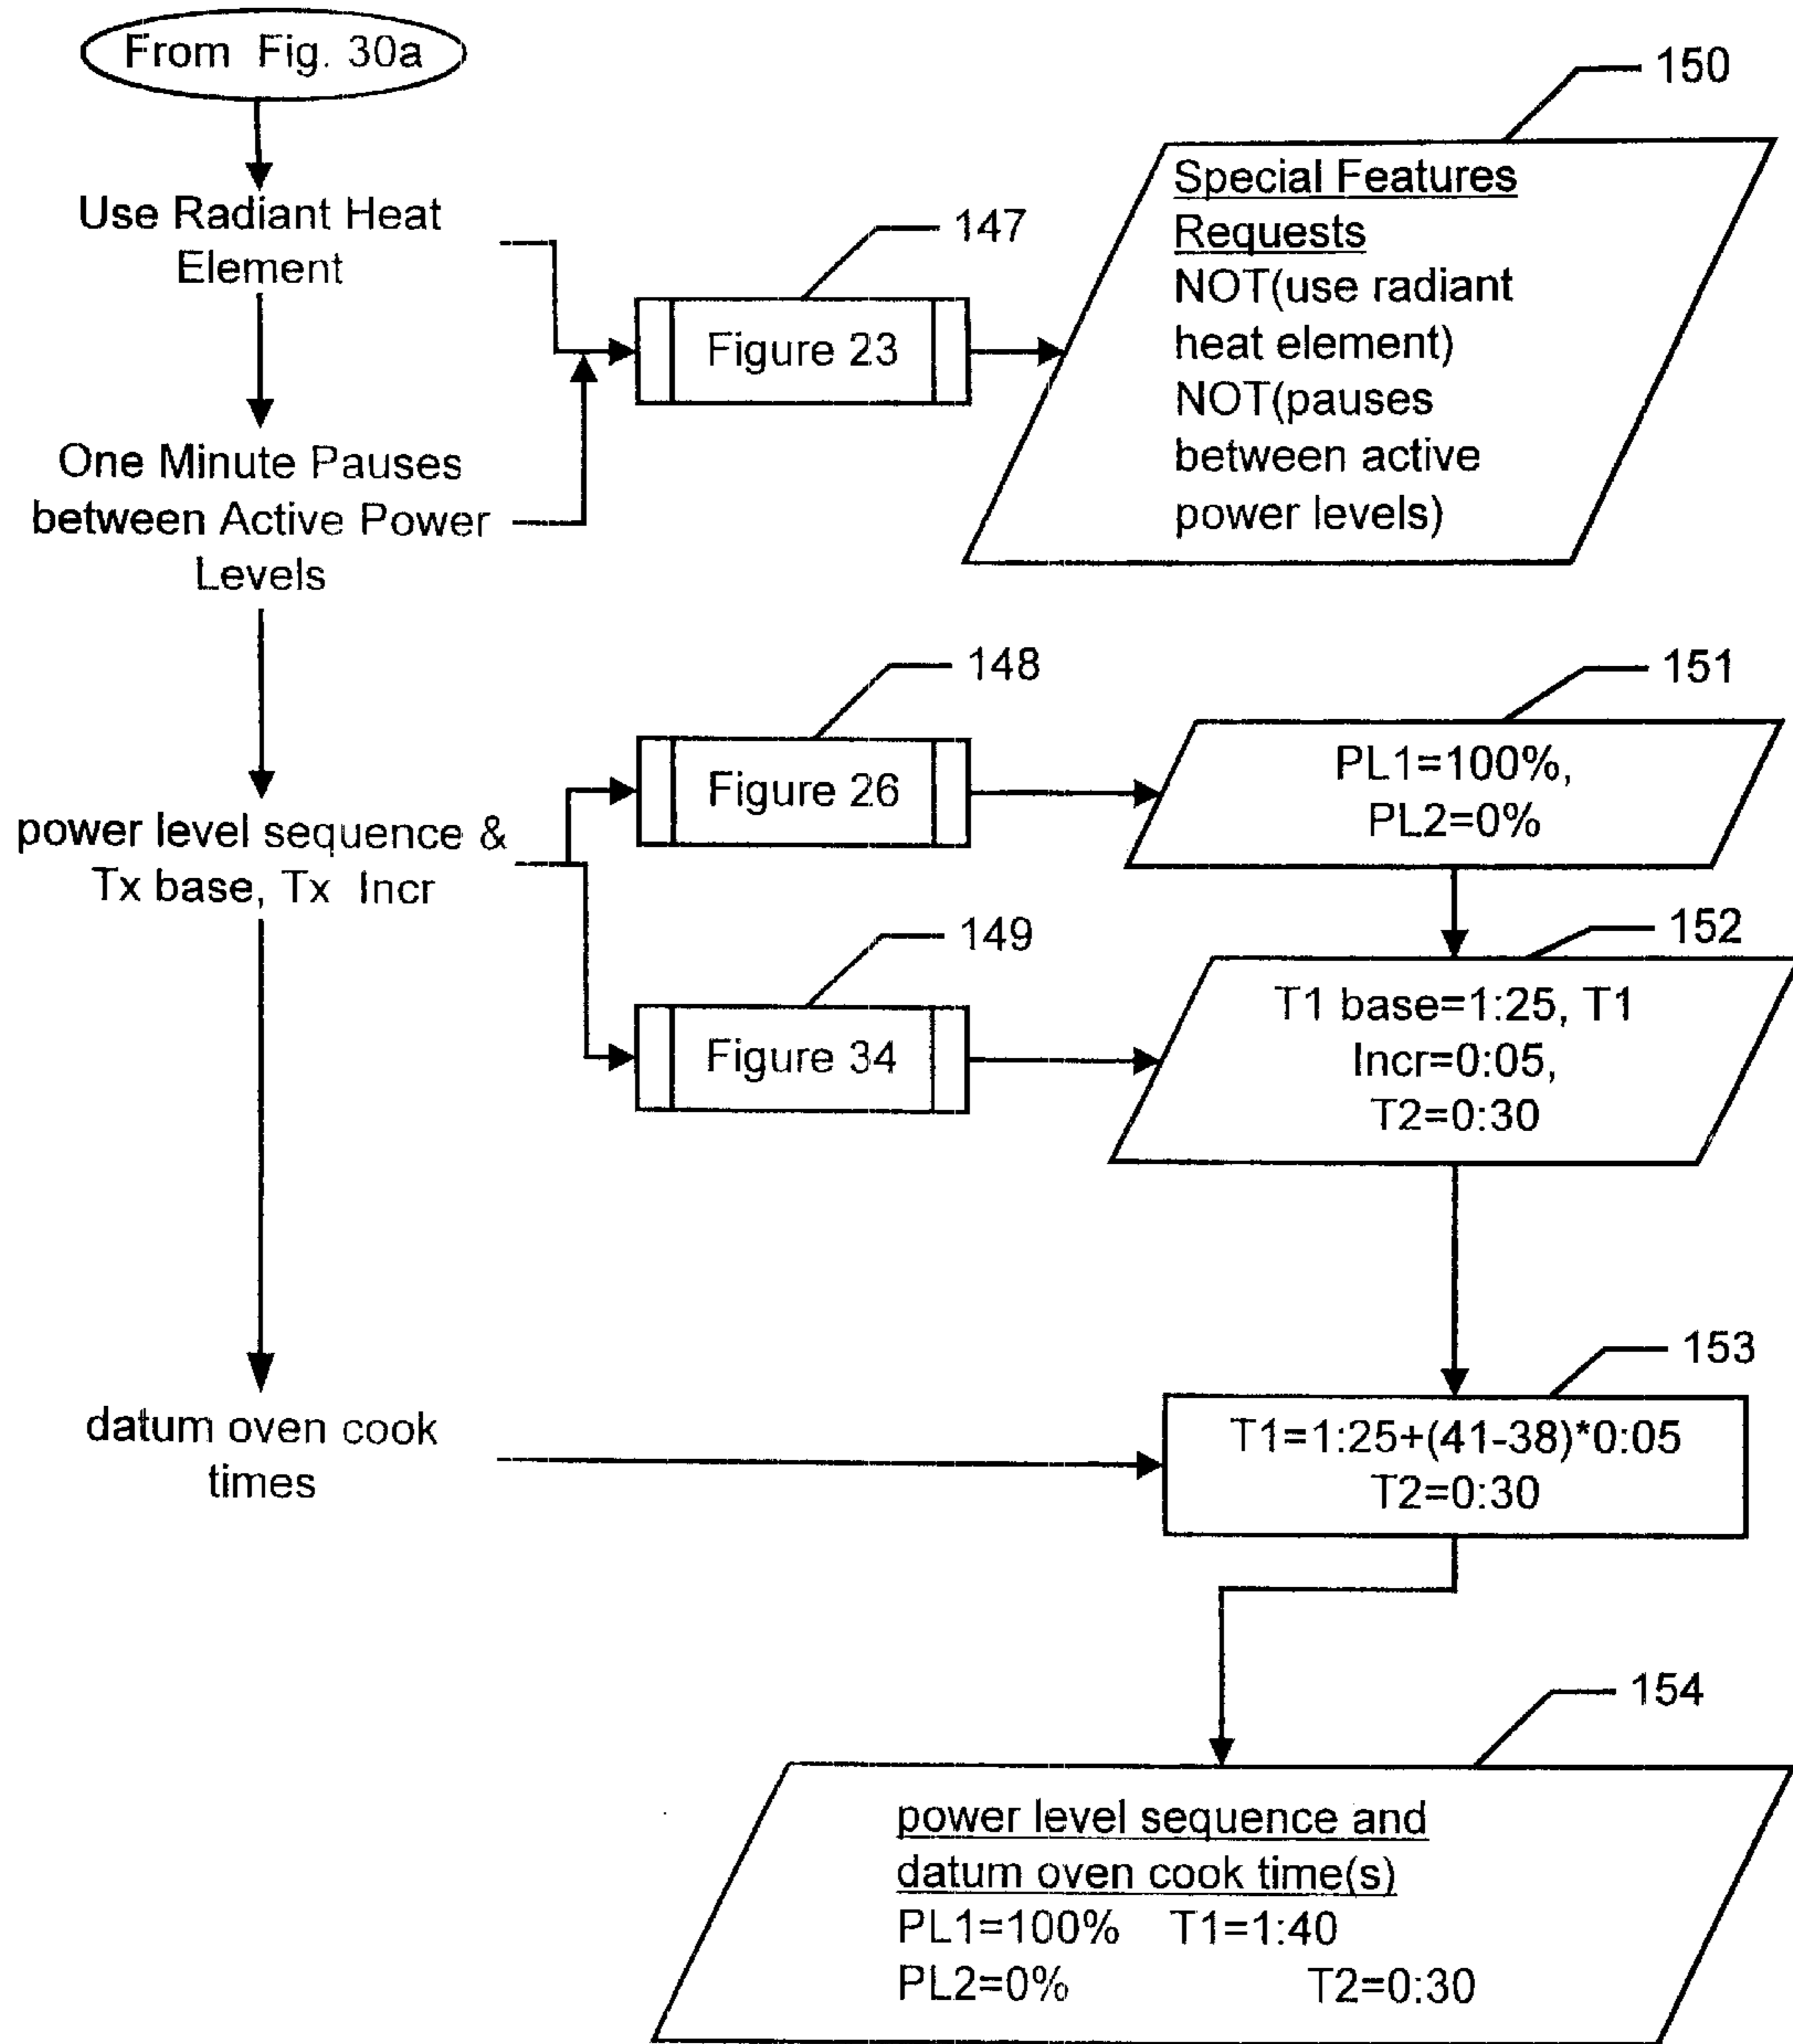 From Fig. 30a
150
Special Features
Requests
NOT(use radiant
heat element)
NOT(pauses
between active
power levels)
Use Radiant Heat
Element
147
Figure 23
One Minute Pauses
between Active Power
Levels
148
Figure 26
151
PL1=100%,
PL2=0%
power level sequence &
Tx base, Tx Incr
149
Figure 34
152
T1 base=1:25, T1
Incr=0:05,
T2=0:30
153
datum oven cook
times
T1=1:25+(41-38)*0:05
T2=0:30
154
power level sequence and
datum oven cook time(s)
PL1=100% T1=1:40
PL2=0% T2=0:30